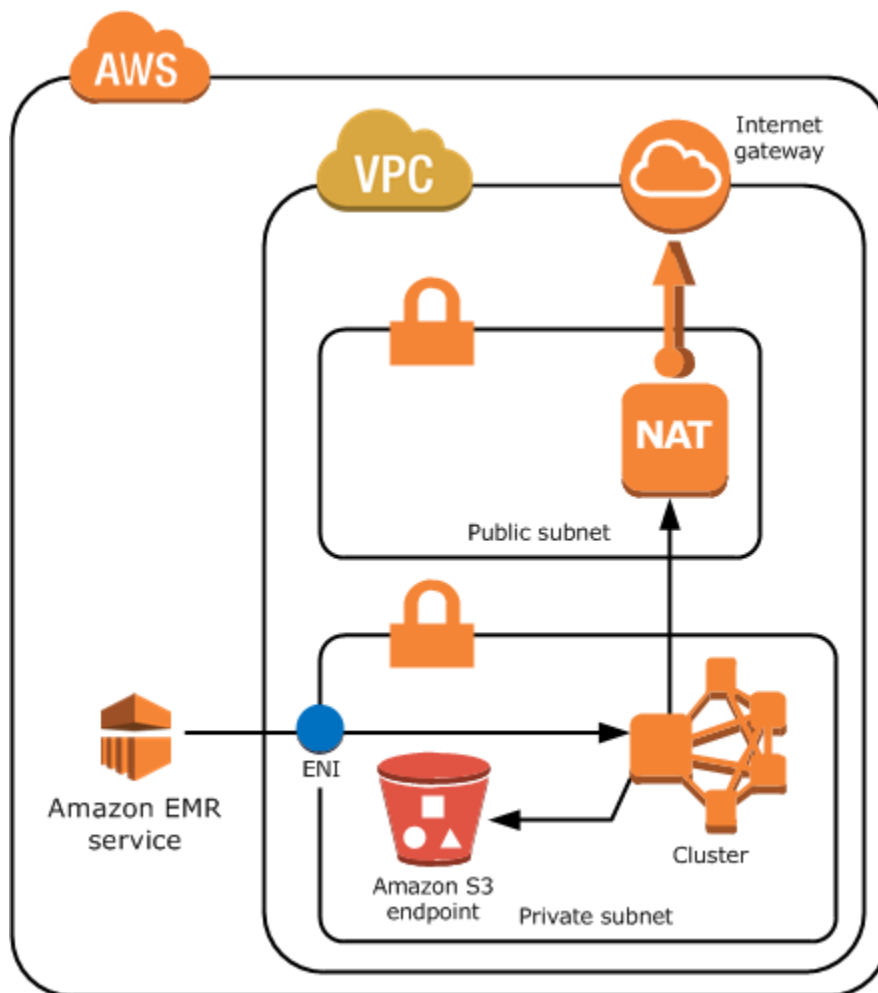 AWS
Internet
gateway
VPC
NAT
Public subnet
ENI
Amazon EMR
service
Cluster
Amazon S3
endpoint
Private subnet